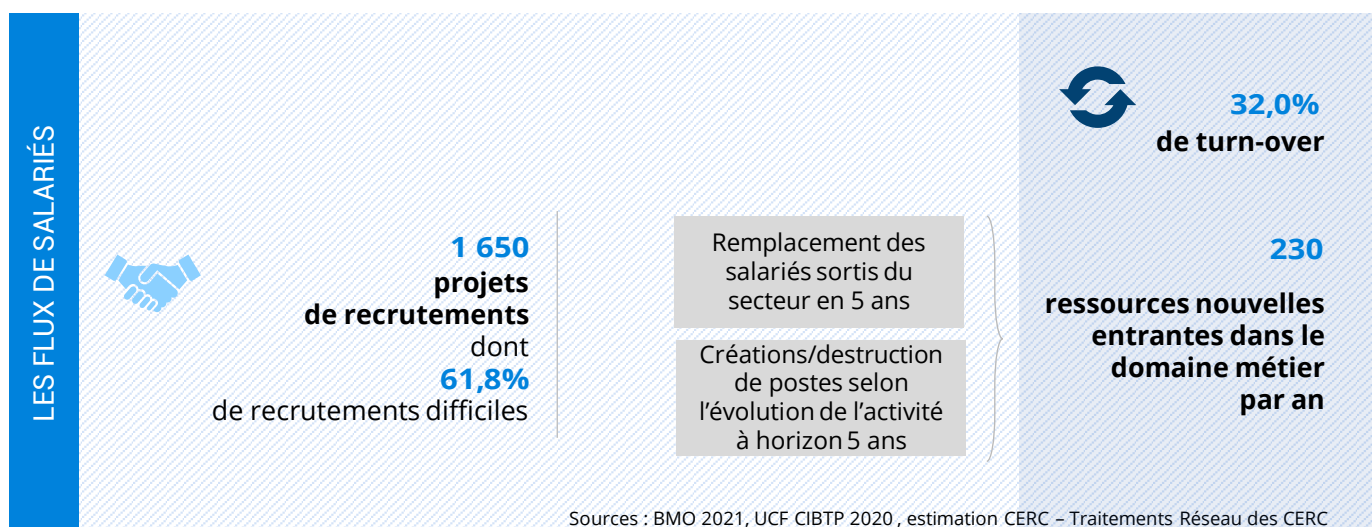 LES FLUX DE SALARIÉS
1 650
projets
de recrutements
dont
61,8%
de recrutements difficiles
Remplacement des
salariés sortis du
secteur en 5 ans
Créations/destruction
de postes selon
l’évolution de l’activité
à horizon 5 ans
32,0%
de turn-over
230
ressources nouvelles
entrantes dans le
domaine métier
par an
Sources : BMO 2021, UCF CIBTP 2020 , estimation CERC – Traitements Réseau des CERC